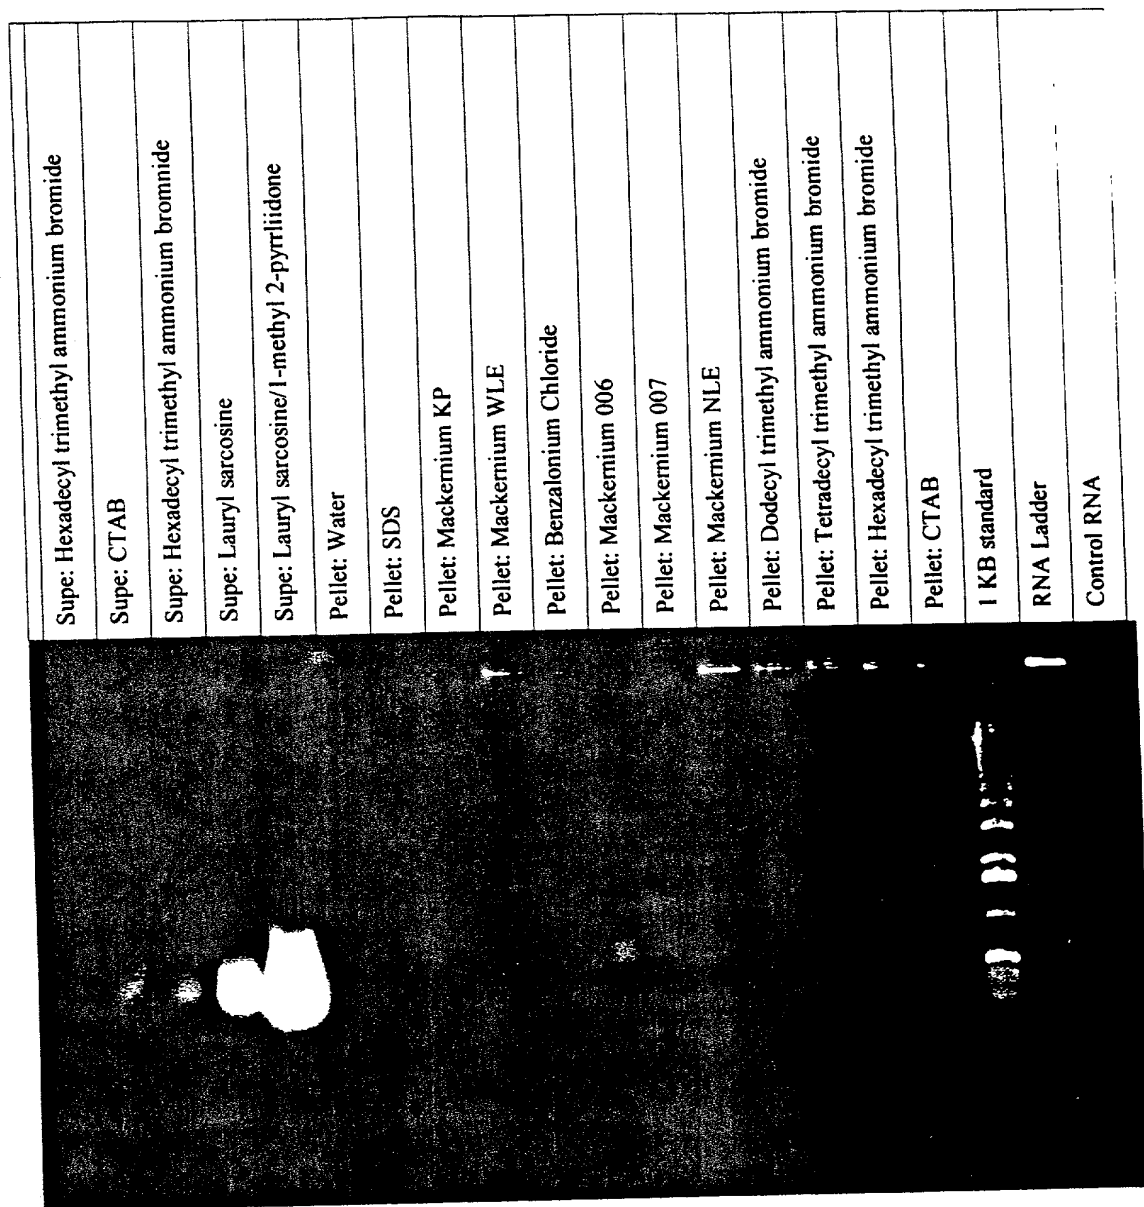 Supe: Hexadecyl trimethyl ammonium bromide
Supe: CTAB
Supe: Hexadecyl trimethyl ammonium bromnide
Supe: Lauryl sarcosine
Supe: Lauryl sarcosine/1-methyl 2-pyrrliidone
Pellet: Water
Pellet: SDS
Pellet: Mackernium KP
Pellet: Mackernium WLE
Pellet: Benzalonium Chloride
Pellet: Mackernium 006
Pellet: Mackernium 007
Pellet: Mackernium NLE
Pellet: Dodecyl trimethyl ammonium bromide
Pellet: Tetradecyl trimethyl ammonium bromide
Pellet: Hexadecyl trimethyl ammonium bromide
Pellet: CTAB
1 KB standard
RNA Ladder
Control RNA